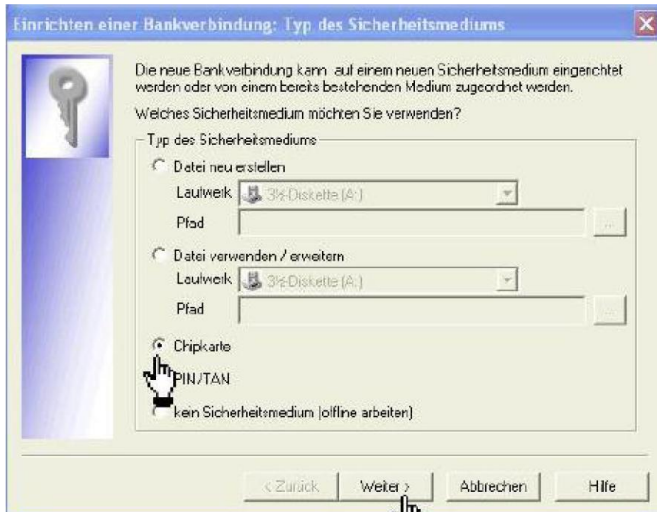 Einrichten einer Bankverbindung: Typ des Sicherheitsmediums
Die neue Bankverbindung kann auf einem neuen Sicherheitsmedium eingerichtet
werden oder von einem bereits bestehenden Medium zugeordnet werden.
Welches Sicherheitsmedium möchten Sie verwenden?
Typ des Sicherheitsmediums
Datei neu erstellen
Laufwerk 3½-Diskette (A:)
Pfad ...
Datei verwenden / erweitern
Laufwerk 3½-Diskette (A:)
Pfad ...
Chipkarte
PIN/TAN
kein Sicherheitsmedium (offline arbeiten)
< Zurück Weiter > Abbrechen Hilfe